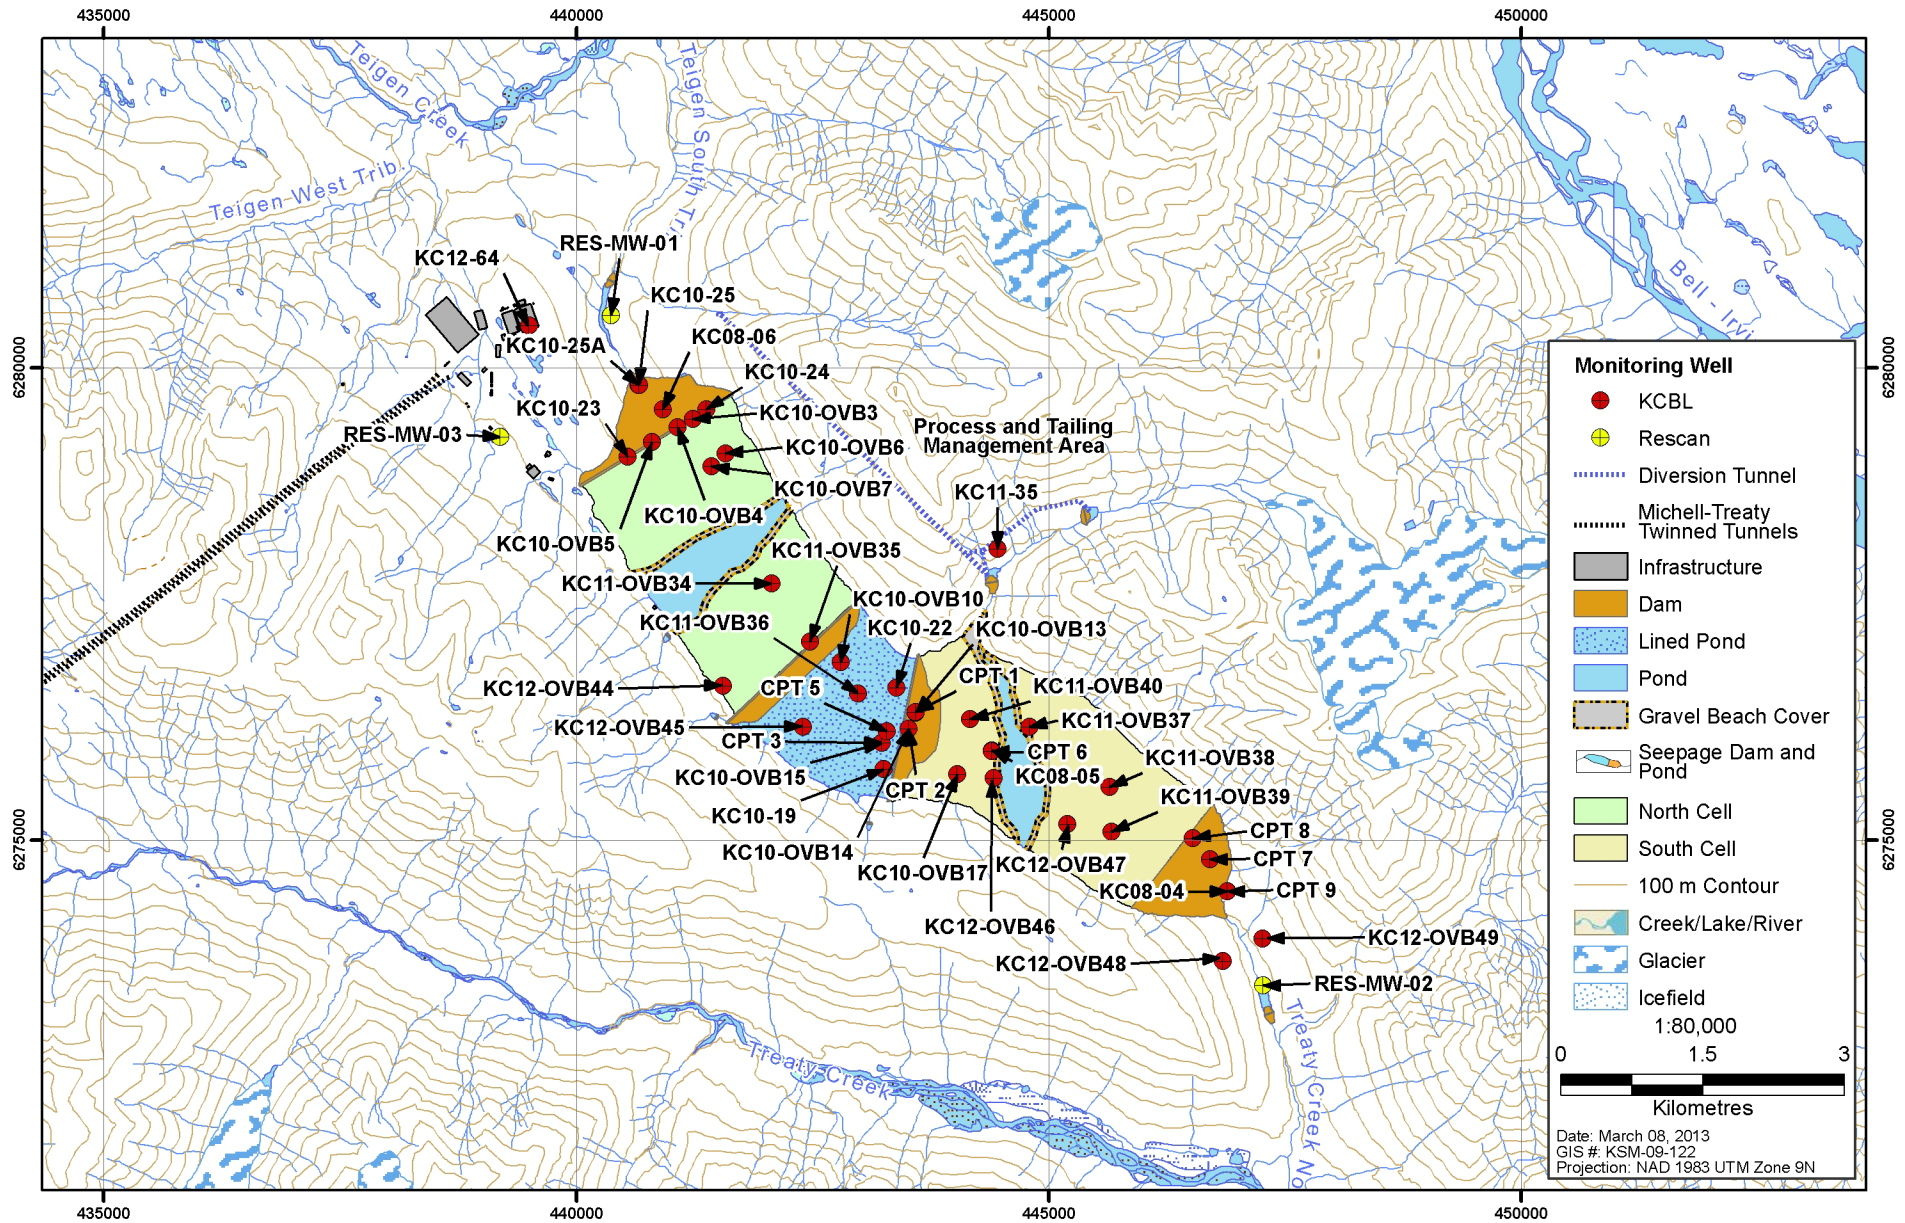 435000
440000
445000
450000
Teigen Creek
Teigen South Tri
Teigen West Trib.
RES-MW-01
KC12-64
KC10-25
Bell - Irvi
KC08-06
KC10-25A
KC10-24
6280000
6280000
KC10-23
KC10-OVB3
RES-MW-03
Process and Tailing
Management Area
KC10-OVB6
KC10-OVB7
KC11-35
KC10-OVB4
KC10-OVB5
KC11-OVB35
KC11-OVB34
KC10-OVB10
KC11-OVB36
KC10-22
KC10-OVB13
CPT 1
KC12-OVB44
CPT 5
KC11-OVB40
KC12-OVB45
KC11-OVB37
CPT 3
CPT 6
KC11-OVB38
KC10-OVB15
KC08-05
CPT 2
KC11-OVB39
KC10-19
CPT 8
6275000
6275000
KC10-OVB14
KC12-OVB47
CPT 7
KC10-OVB17
KC08-04
CPT 9
KC12-OVB46
KC12-OVB49
KC12-OVB48
RES-MW-02
Treaty Creek
Treaty Creek No
Monitoring Well
KCBL
Rescan
Diversion Tunnel
Michell-Treaty
Twinned Tunnels
Infrastructure
Dam
Lined Pond
Pond
Gravel Beach Cover
Seepage Dam and
Pond
North Cell
South Cell
100 m Contour
Creek/Lake/River
Glacier
Icefield
1:80,000
0 1.5 3
Kilometres
Date: March 08, 2013
GIS #: KSM-09-122
Projection: NAD 1983 UTM Zone 9N
435000
440000
445000
450000